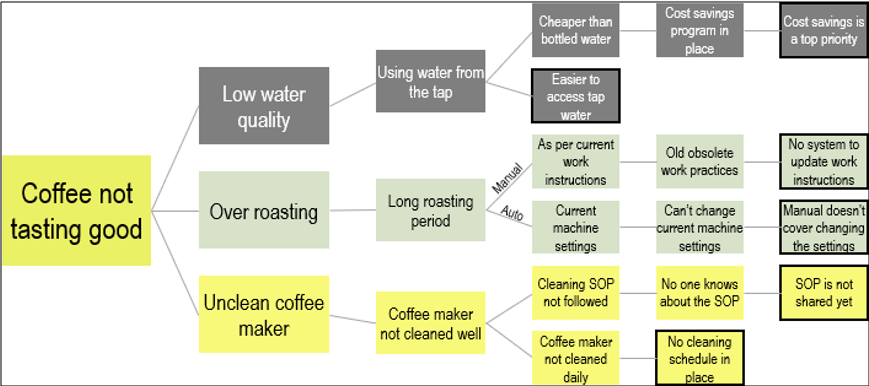 Coffee not
tasting good
Low water
quality
Using water from
the tap
Cheaper than
bottled water
Cost savings
program in
place
Cost savings is
a top priority
Easier to
access tap
water
Over roasting
Long roasting
period
Manual
As per current
work
instructions
Old obsolete
work practices
No system to
update work
instructions
Auto
Current
machine
settings
Can't change
current machine
settings
Manual doesn't
cover changing
the settings
Unclean coffee
maker
Coffee maker
not cleaned well
Cleaning SOP
not followed
No one knows
about the SOP
SOP is not
shared yet
Coffee maker
not cleaned
daily
No cleaning
schedule in
place